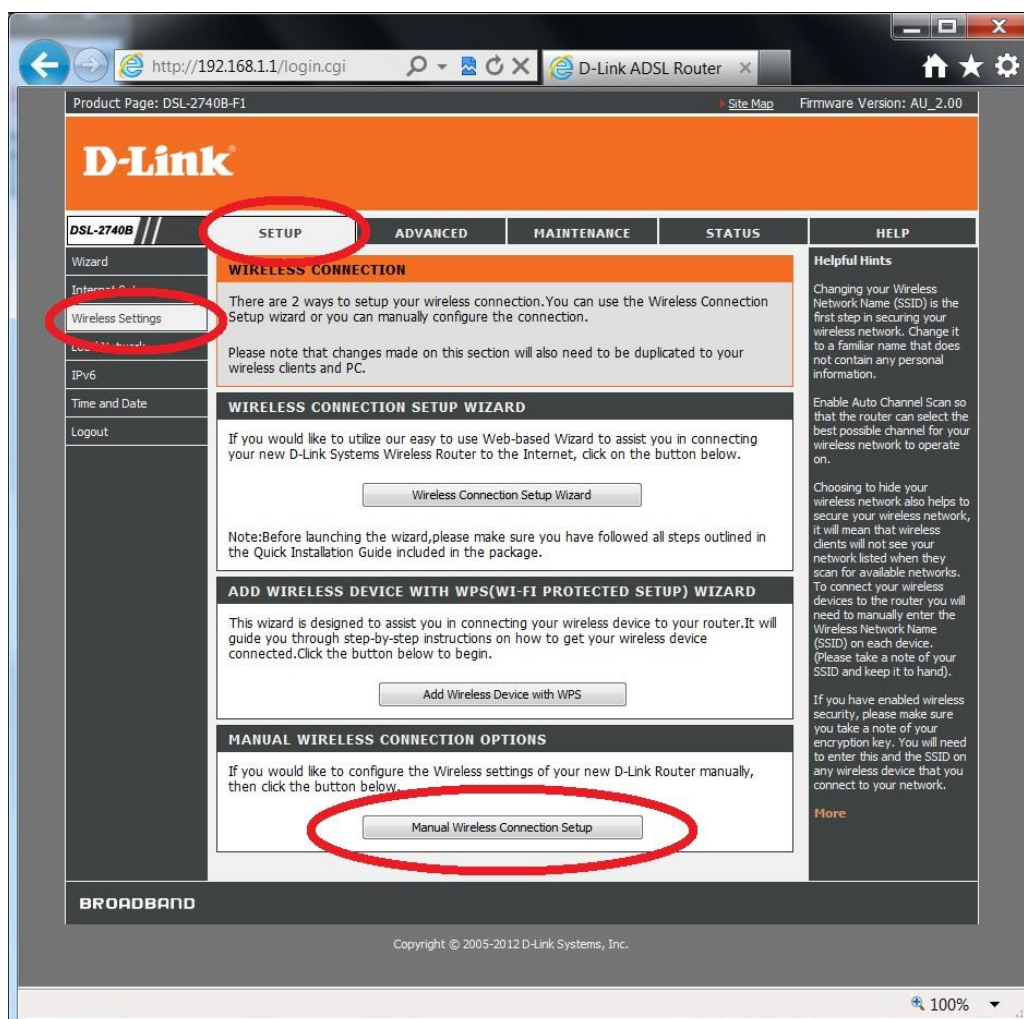 http://192.168.1.1/login.cgi
D-Link ADSL Router
Product Page: DSL-2740B-F1
Site Map
Firmware Version: AU_2.00
D-Link
DSL-2740B
SETUP
ADVANCED
MAINTENANCE
STATUS
HELP
Wizard
Wireless Settings
IPv6
Time and Date
Logout
WIRELESS CONNECTION
There are 2 ways to setup your wireless connection.You can use the Wireless Connection
Setup wizard or you can manually configure the connection.
Please note that changes made on this section will also need to be duplicated to your
wireless clients and PC.
WIRELESS CONNECTION SETUP WIZARD
If you would like to utilize our easy to use Web-based Wizard to assist you in connecting
your new D-Link Systems Wireless Router to the Internet, click on the button below.
Wireless Connection Setup Wizard
Note:Before launching the wizard,please make sure you have followed all steps outlined in
the Quick Installation Guide included in the package.
ADD WIRELESS DEVICE WITH WPS(WI-FI PROTECTED SETUP) WIZARD
This wizard is designed to assist you in connecting your wireless device to your router.It will
guide you through step-by-step instructions on how to get your wireless device
connected.Click the button below to begin.
Add Wireless Device with WPS
MANUAL WIRELESS CONNECTION OPTIONS
If you would like to configure the Wireless settings of your new D-Link Router manually,
then click the button below.
Manual Wireless Connection Setup
Helpful Hints
Changing your Wireless
Network Name (SSID) is the
first step in securing your
wireless network. Change it
to a familiar name that does
not contain any personal
information.
Enable Auto Channel Scan so
that the router can select the
best possible channel for your
wireless network to operate
on.
Choosing to hide your
wireless network also helps to
secure your wireless network,
it will mean that wireless
clients will not see your
network listed when they
scan for available networks.
To connect your wireless
devices to the router you will
need to manually enter the
Wireless Network Name
(SSID) on each device.
(Please take a note of your
SSID and keep it to hand).
If you have enabled wireless
security, please make sure
you take a note of your
encryption key. You will need
to enter this and the SSID on
any wireless device that you
connect to your network.
More
BROADBAND
Copyright © 2005-2012 D-Link Systems, Inc.
100%